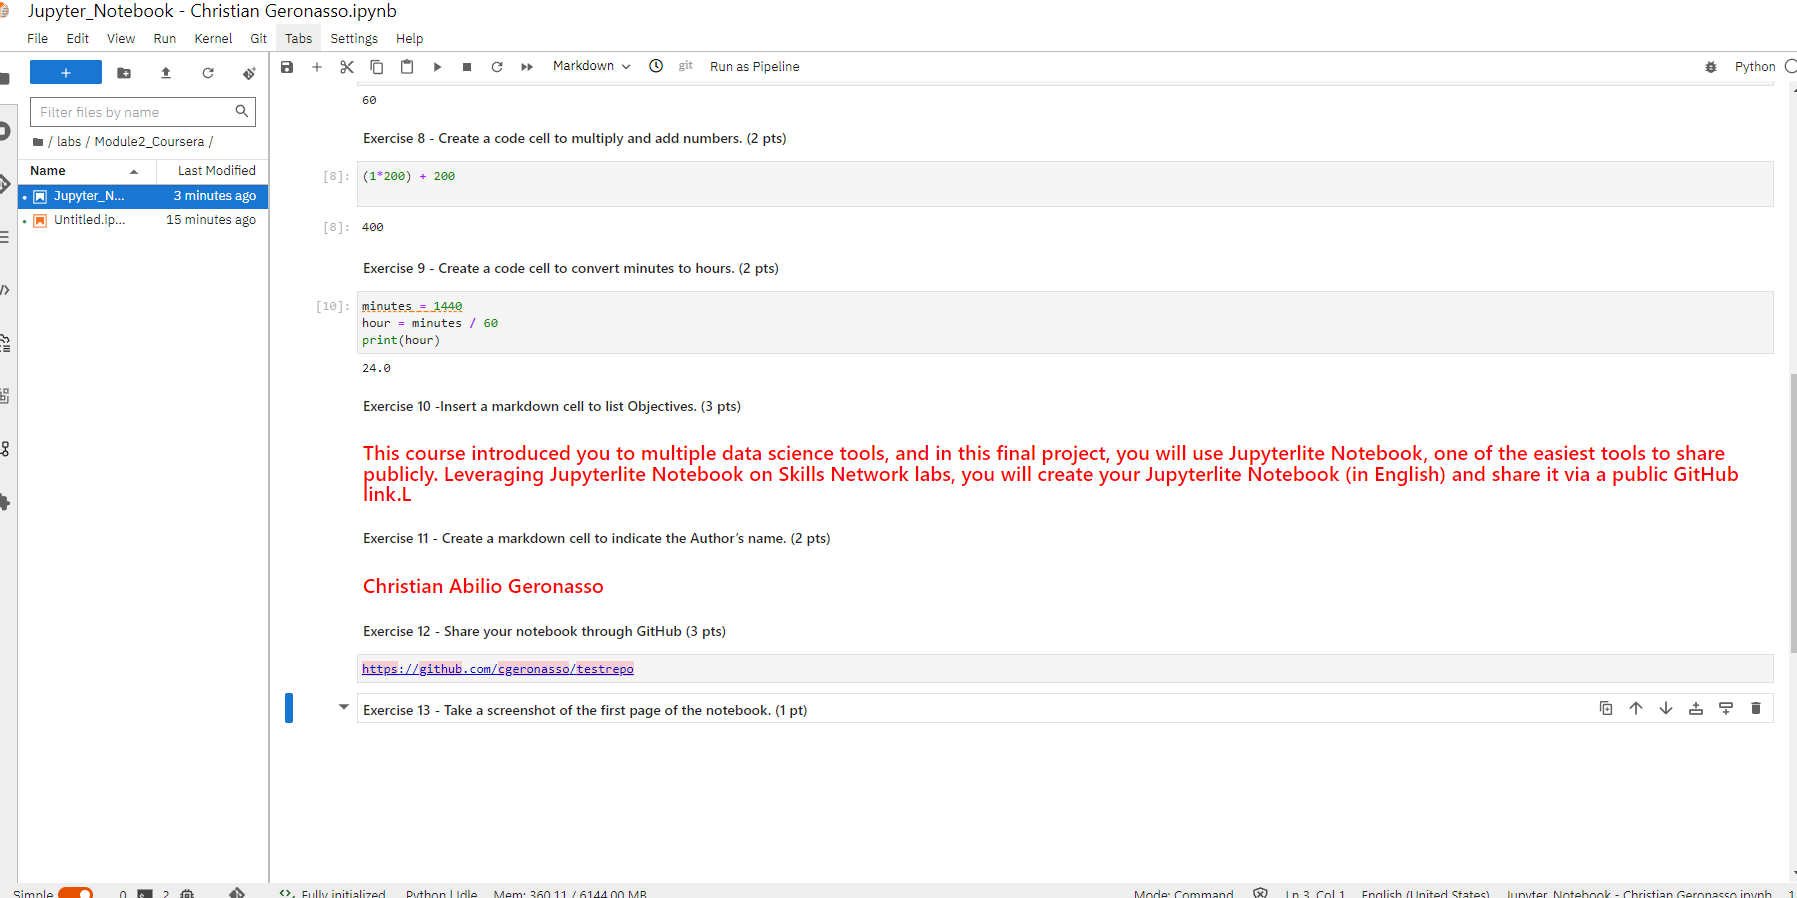 Jupyter_Notebook - Christian Geronasso.ipynb
File Edit View Run Kernel Git Tabs Settings Help
Markdown git Run as Pipeline Python
Filter files by name
/ labs / Module2_Coursera /
Name Last Modified
Jupyter_N... 3 minutes ago
Untitled.ip... 15 minutes ago
60
Exercise 8 - Create a code cell to multiply and add numbers. (2 pts)
[8]: (1*200) + 200
[8]: 400
Exercise 9 - Create a code cell to convert minutes to hours. (2 pts)
[10]: minutes = 1440
hour = minutes / 60
print(hour)
24.0
Exercise 10 -Insert a markdown cell to list Objectives. (3 pts)
This course introduced you to multiple data science tools, and in this final project, you will use Jupyterlite Notebook, one of the easiest tools to share
publicly. Leveraging Jupyterlite Notebook on Skills Network labs, you will create your Jupyterlite Notebook (in English) and share it via a public GitHub
link.L
Exercise 11 - Create a markdown cell to indicate the Author’s name. (2 pts)
Christian Abilio Geronasso
Exercise 12 - Share your notebook through GitHub (3 pts)
https://github.com/cgeronasso/testrepo
Exercise 13 - Take a screenshot of the first page of the notebook. (1 pt)
Simple 0 2 Fully initialized Python | Idle Mem: 360.11 / 6144.00 MB Mode: Command Ln 3, Col 1 English (United States) Jupyter_Notebook - Christian Geronasso.ipynb 1